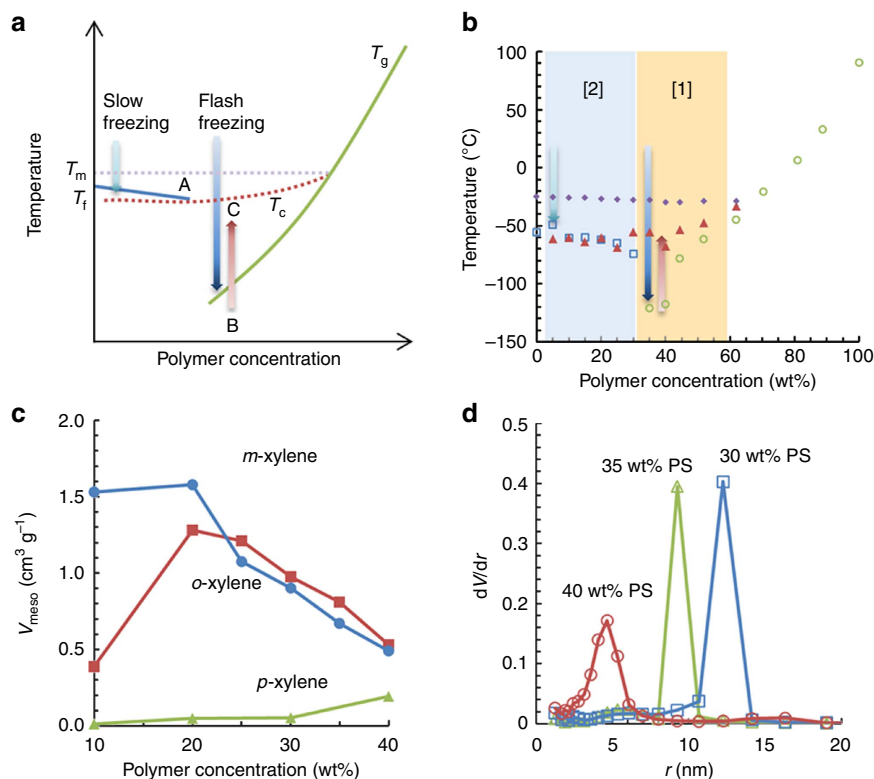 a
Temperature
Slow
freezing
Flash
freezing
Tg
Tm
Tf
A
C
Tc
B
Polymer concentration
b
Temperature (°C)
100
50
0
−50
−100
−150
[2]
[1]
0
20
40
60
80
100
Polymer concentration (wt%)
c
Vmeso (cm³ g⁻¹)
2.0
1.5
1.0
0.5
0.0
m-xylene
o-xylene
p-xylene
10
20
30
40
Polymer concentration (wt%)
d
dV/dr
0.5
0.4
0.3
0.2
0.1
0
35 wt% PS
30 wt% PS
40 wt% PS
0
5
10
15
20
r (nm)